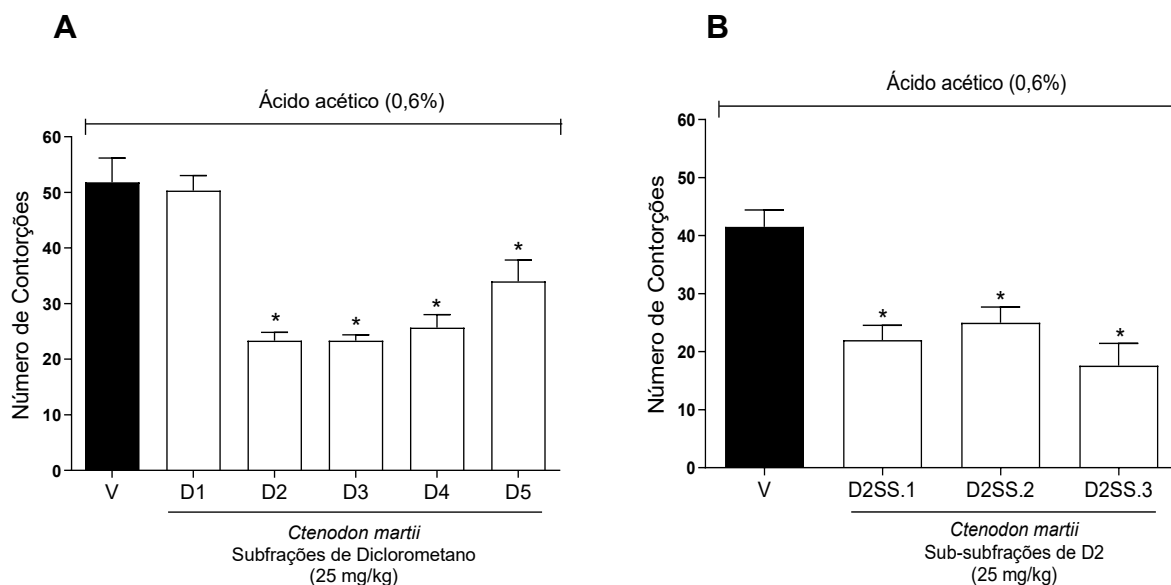 A
Ácido acético (0,6%)
Número de Contorções
60
50
40
30
20
10
0
*
*
*
*
V D1 D2 D3 D4 D5
Ctenodon martii
Subfrações de Diclorometano
(25 mg/kg)
B
Ácido acético (0,6%)
Número de Contorções
60
50
40
30
20
10
0
*
*
*
V D2SS.1 D2SS.2 D2SS.3
Ctenodon martii
Sub-subfrações de D2
(25 mg/kg)